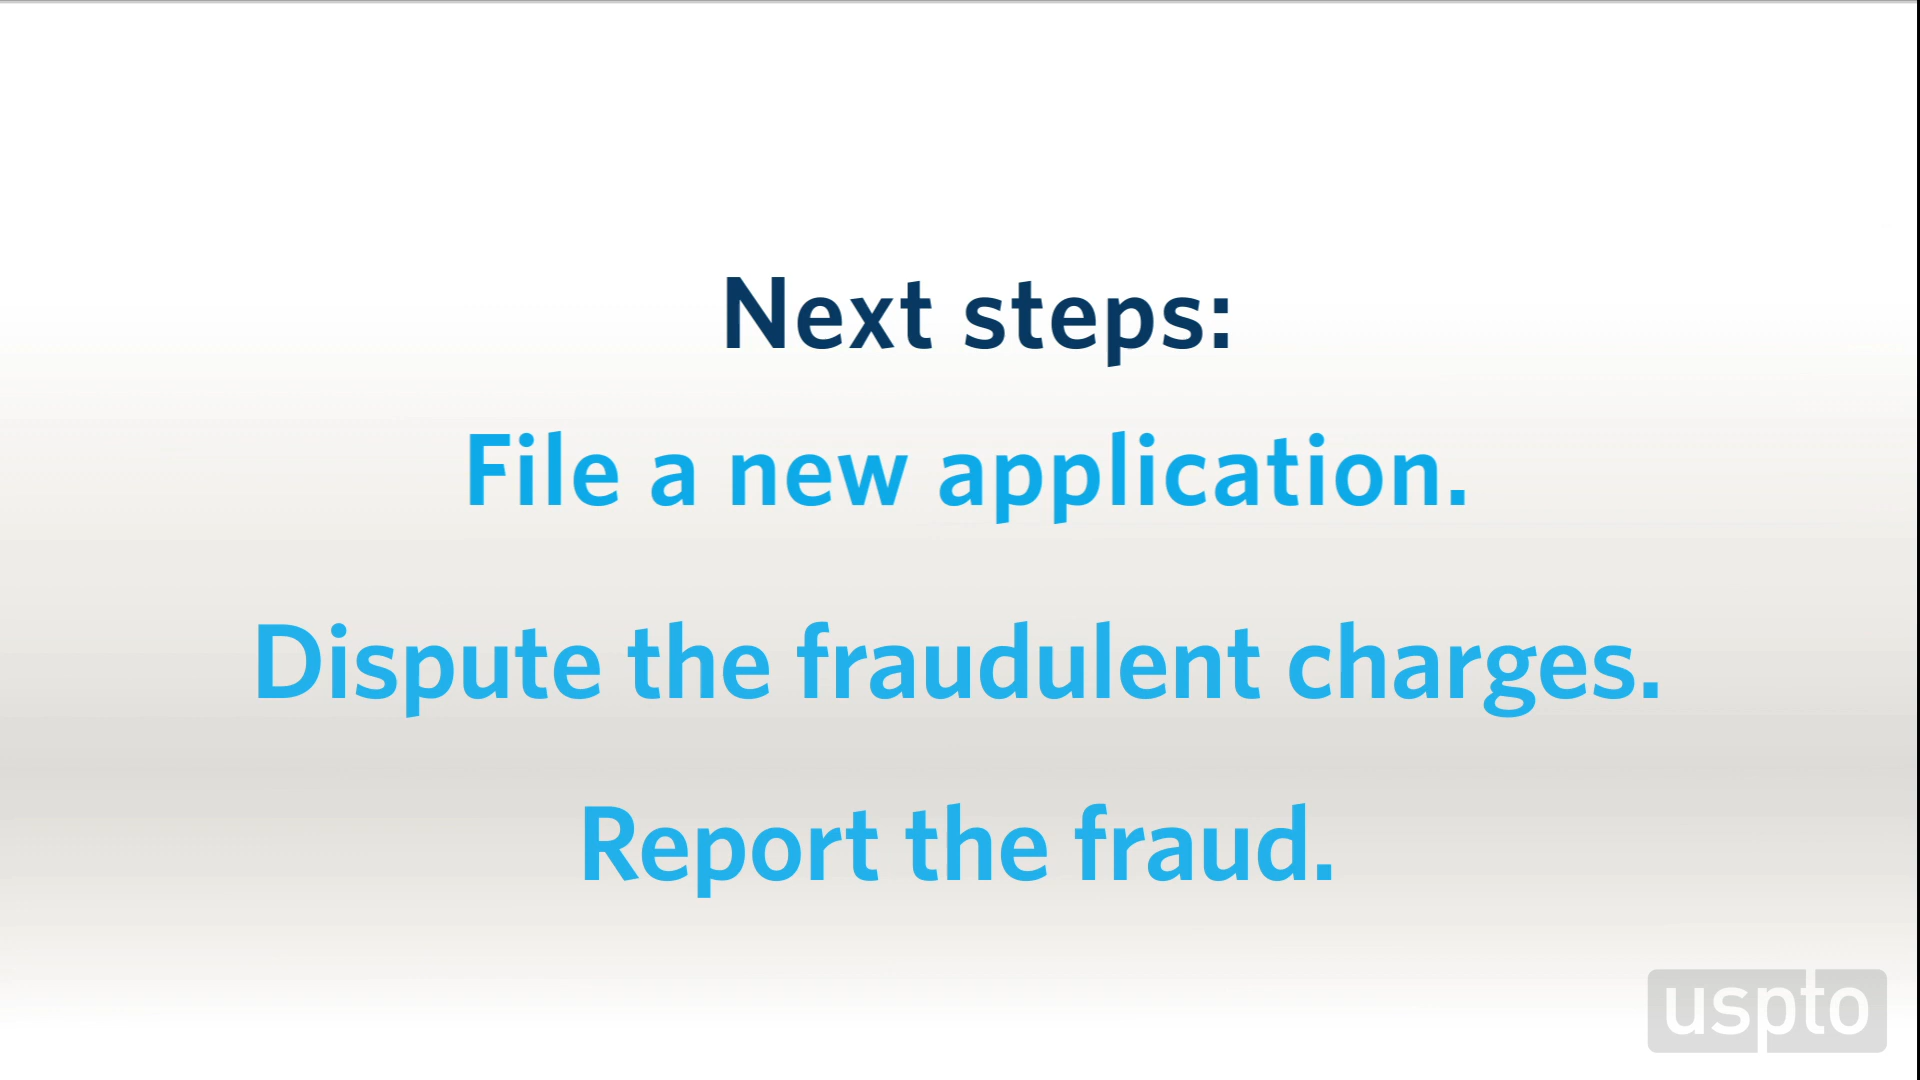 Next steps:
File a new application.
Dispute the fraudulent charges.
Report the fraud.
uspto